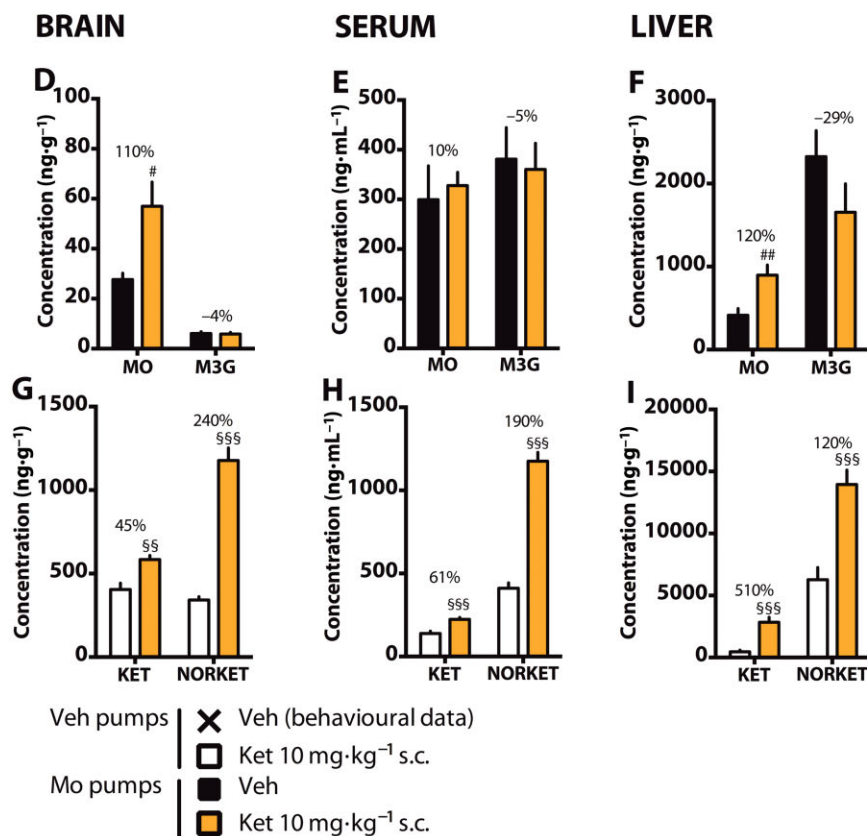 BRAIN SERUM LIVER
D
Concentration (ng·g⁻¹)
100
80
60
40
20
0
110%
#
–4%
MO M3G
E
Concentration (ng·mL⁻¹)
500
400
300
200
100
0
10%
–5%
MO M3G
F
Concentration (ng·g⁻¹)
3000
2000
1000
0
120%
##
–29%
MO M3G
G
Concentration (ng·g⁻¹)
1500
1000
500
0
45%
§§
240%
§§§
KET NORKET
H
Concentration (ng·mL⁻¹)
1500
1000
500
0
61%
§§§
190%
§§§
KET NORKET
I
Concentration (ng·g⁻¹)
20000
15000
10000
5000
0
510%
§§§
120%
§§§
KET NORKET
Veh pumps
Veh (behavioural data)
Ket 10 mg·kg⁻¹ s.c.
Mo pumps
Veh
Ket 10 mg·kg⁻¹ s.c.